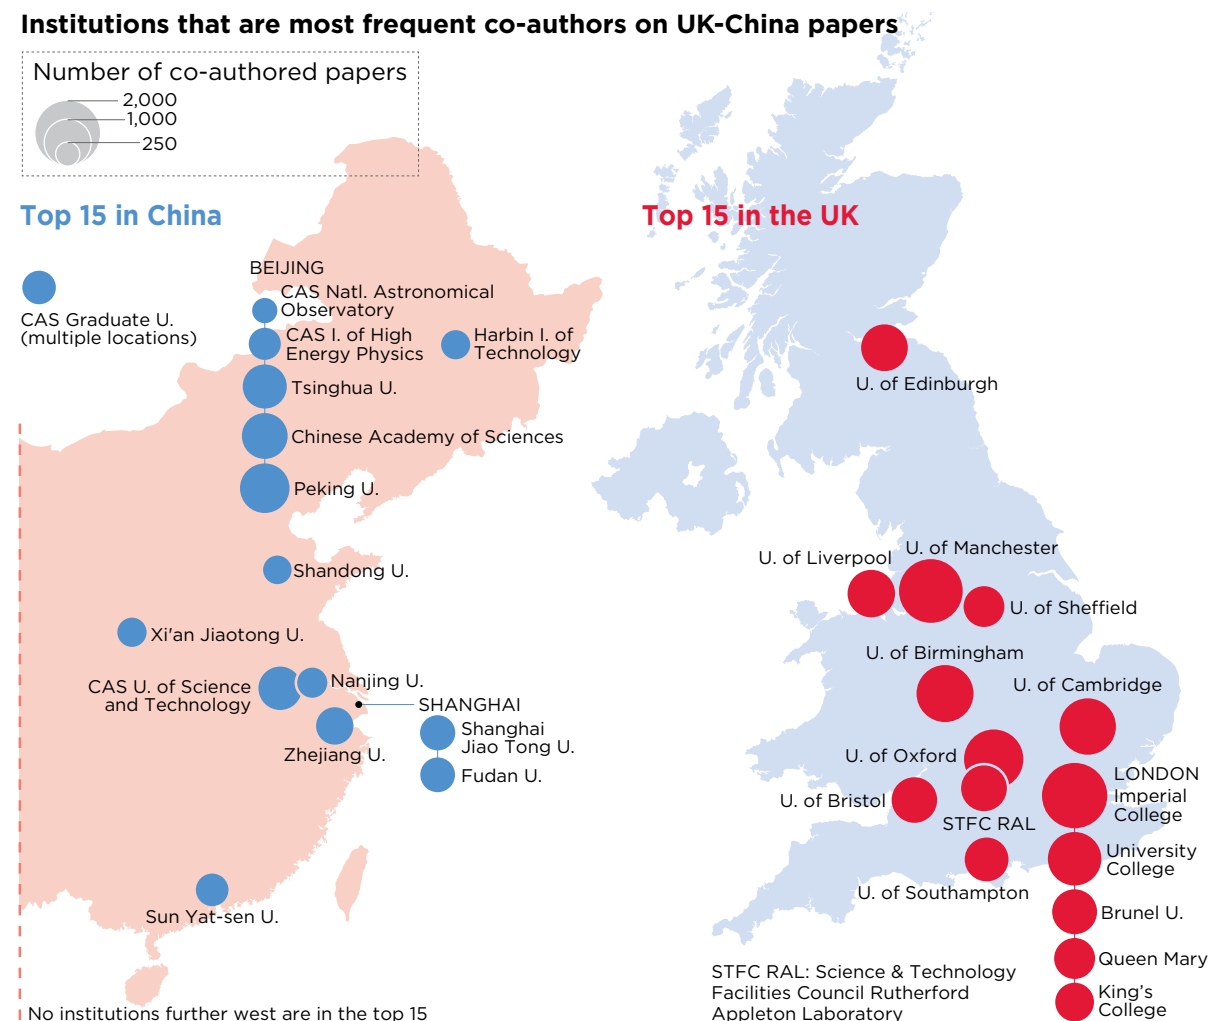 Institutions that are most frequent co-authors on UK-China papers
Number of co-authored papers
2,000
1,000
250
Top 15 in China
Top 15 in the UK
BEIJING
CAS Natl. Astronomical
Observatory
CAS Graduate U.
(multiple locations)
CAS I. of High
Energy Physics
Harbin I. of
Technology
Tsinghua U.
Chinese Academy of Sciences
Peking U.
Shandong U.
Xi'an Jiaotong U.
CAS U. of Science
and Technology
Nanjing U.
SHANGHAI
Shanghai
Jiao Tong U.
Zhejiang U.
Fudan U.
Sun Yat-sen U.
No institutions further west are in the top 15
U. of Edinburgh
U. of Liverpool
U. of Manchester
U. of Sheffield
U. of Birmingham
U. of Cambridge
U. of Oxford
U. of Bristol
STFC RAL
LONDON
Imperial
College
University
College
U. of Southampton
Brunel U.
Queen Mary
King's
College
STFC RAL: Science & Technology
Facilities Council Rutherford
Appleton Laboratory